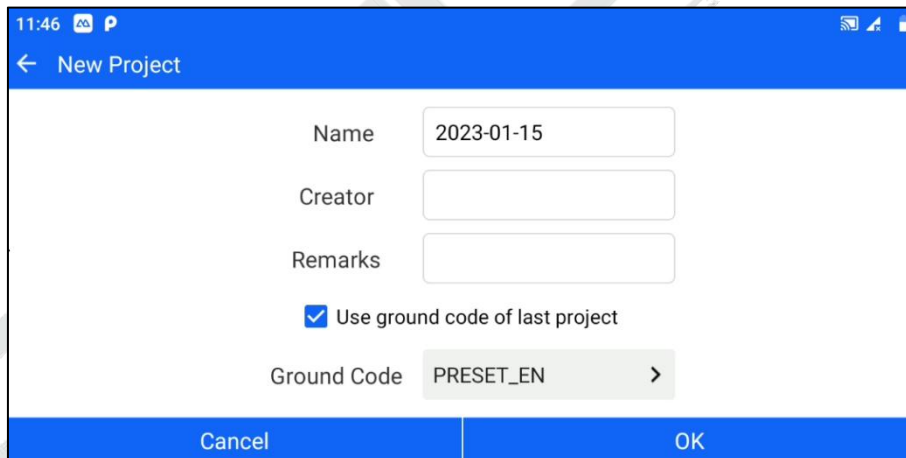 11:46 P
← New Project
Name 2023-01-15
Creator
Remarks
Use ground code of last project
Ground Code PRESET_EN >
Cancel OK